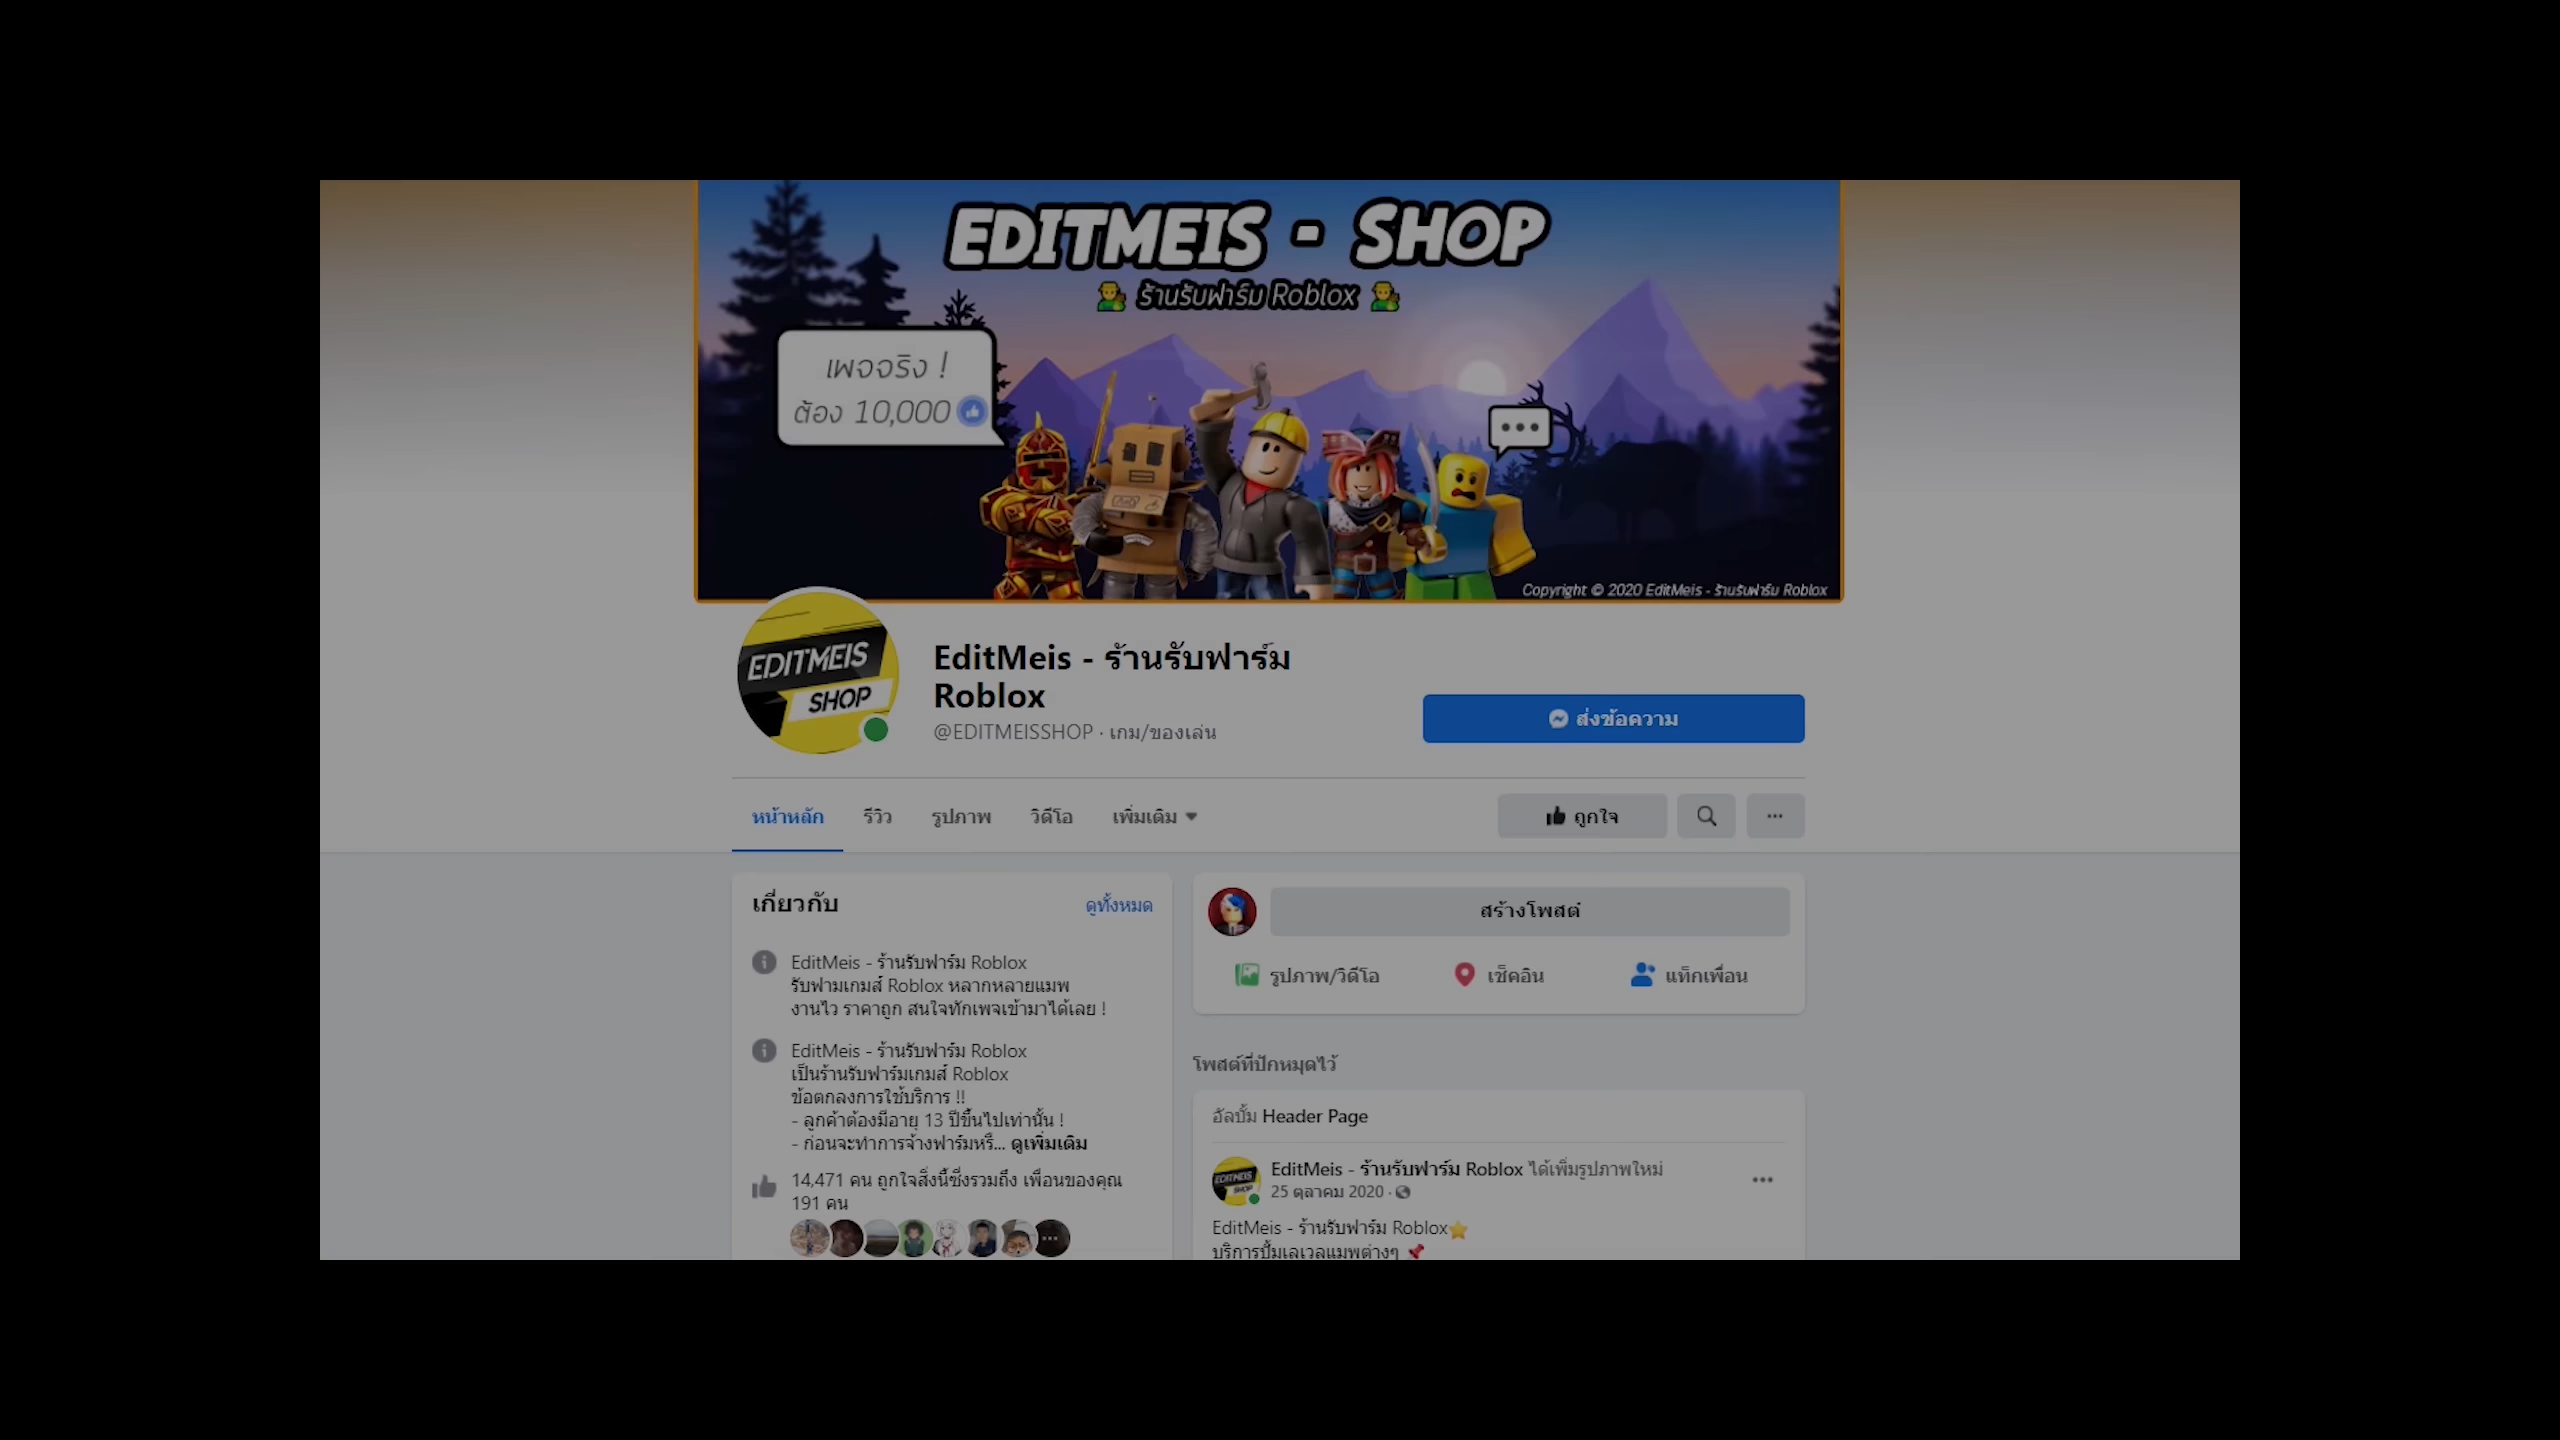 EDITMEIS - SHOP
ร้านรับฟาร์ม Roblox
เพจจริง !
ต้อง 10,000
Copyright © 2020 EditMeis - ร้านรับฟาร์ม Roblox
EDITMEIS
SHOP
EditMeis - ร้านรับฟาร์ม
Roblox
@EDITMEISSHOP · เกม/ของเล่น
ส่งข้อความ
หน้าหลัก
รีวิว
รูปภาพ
วิดีโอ
เพิ่มเติม
ถูกใจ
เกี่ยวกับ
ดูทั้งหมด
EditMeis - ร้านรับฟาร์ม Roblox
รับฟามเกมส์ Roblox หลากหลายแมพ
งานไว ราคาถูก สนใจทักเพจเข้ามาได้เลย !
EditMeis - ร้านรับฟาร์ม Roblox
เป็นร้านรับฟาร์มเกมส์ Roblox
ข้อตกลงการใช้บริการ !!
- ลูกค้าต้องมีอายุ 13 ปีขึ้นไปเท่านั้น !
- ก่อนจะทำการจ้างฟาร์มหรื... ดูเพิ่มเติม
14,471 คน ถูกใจสิ่งนี้ซึ่งรวมถึง เพื่อนของคุณ
191 คน
สร้างโพสต์
รูปภาพ/วิดีโอ
เช็คอิน
แท็กเพื่อน
โพสต์ที่ปักหมุดไว้
อัลบั้ม Header Page
EDITMEIS
SHOP
EditMeis - ร้านรับฟาร์ม Roblox ได้เพิ่มรูปภาพใหม่
25 ตุลาคม 2020 ·
EditMeis - ร้านรับฟาร์ม Roblox
บริการปั้มเลเวลแมพต่างๆ